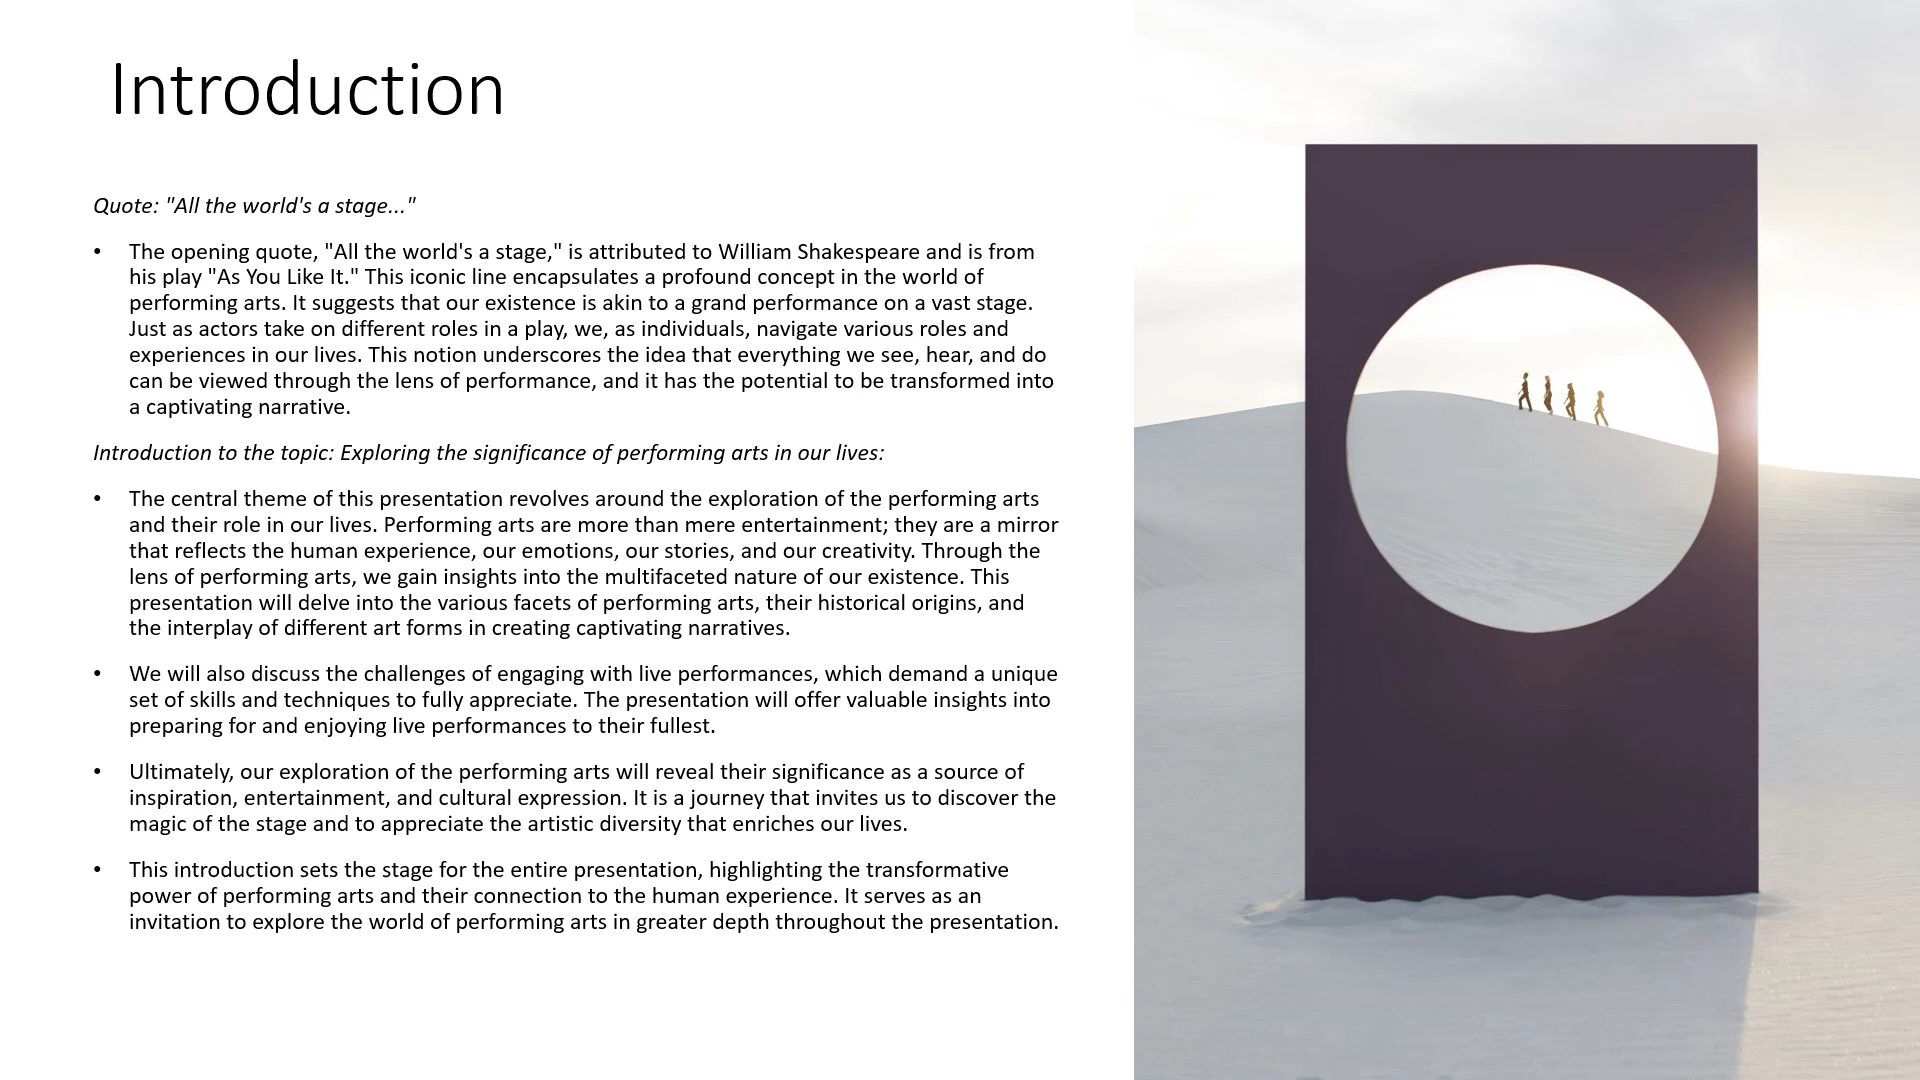 Introduction
Quote: "All the world's a stage..."
• The opening quote, "All the world's a stage," is attributed to William Shakespeare and is from
his play "As You Like It." This iconic line encapsulates a profound concept in the world of
performing arts. It suggests that our existence is akin to a grand performance on a vast stage.
Just as actors take on different roles in a play, we, as individuals, navigate various roles and
experiences in our lives. This notion underscores the idea that everything we see, hear, and do
can be viewed through the lens of performance, and it has the potential to be transformed into
a captivating narrative.
Introduction to the topic: Exploring the significance of performing arts in our lives:
• The central theme of this presentation revolves around the exploration of the performing arts
and their role in our lives. Performing arts are more than mere entertainment; they are a mirror
that reflects the human experience, our emotions, our stories, and our creativity. Through the
lens of performing arts, we gain insights into the multifaceted nature of our existence. This
presentation will delve into the various facets of performing arts, their historical origins, and
the interplay of different art forms in creating captivating narratives.
• We will also discuss the challenges of engaging with live performances, which demand a unique
set of skills and techniques to fully appreciate. The presentation will offer valuable insights into
preparing for and enjoying live performances to their fullest.
• Ultimately, our exploration of the performing arts will reveal their significance as a source of
inspiration, entertainment, and cultural expression. It is a journey that invites us to discover the
magic of the stage and to appreciate the artistic diversity that enriches our lives.
• This introduction sets the stage for the entire presentation, highlighting the transformative
power of performing arts and their connection to the human experience. It serves as an
invitation to explore the world of performing arts in greater depth throughout the presentation.